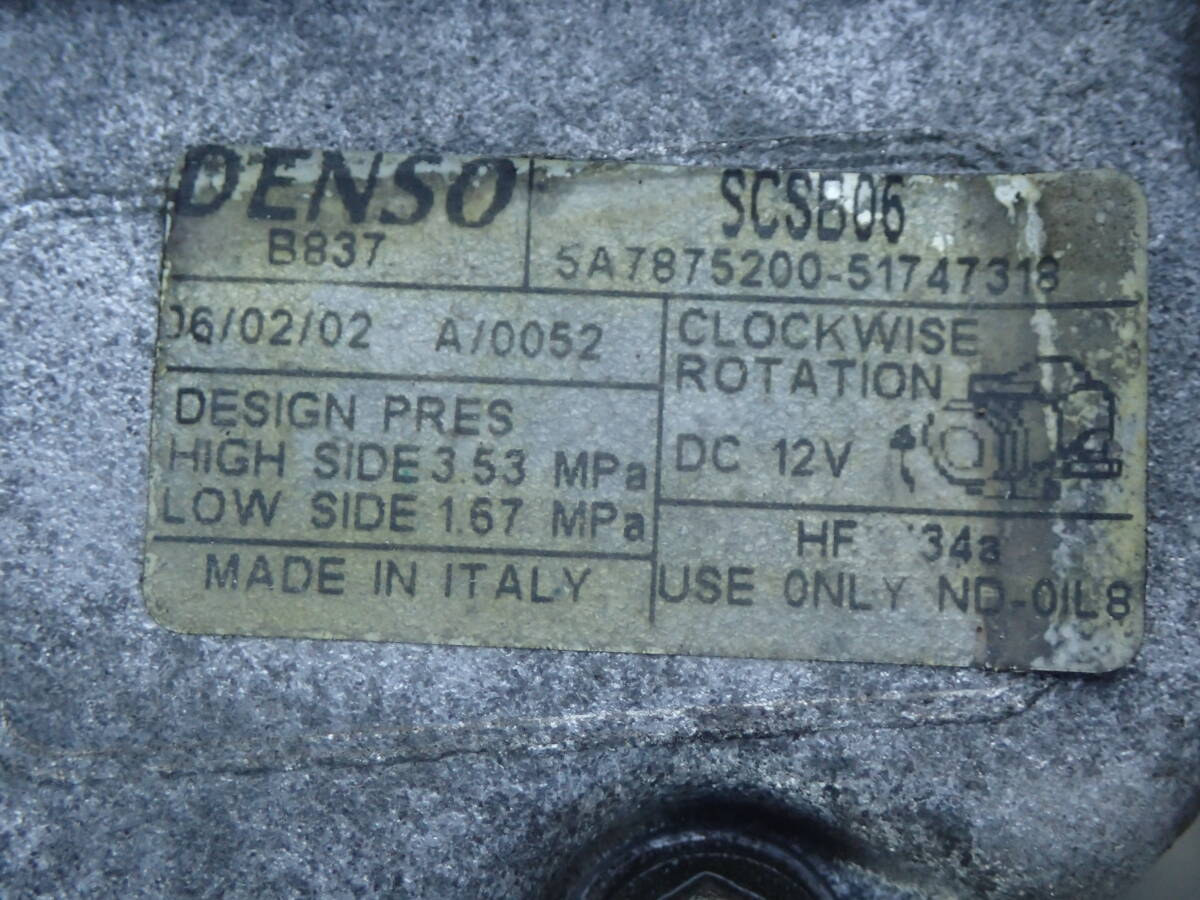 DENSO
B837
SCSB06
5A7875200-51747318
06/02/02 A/0052
CLOCKWISE
ROTATION
DC 12V
DESIGN PRES
HIGH SIDE 3.53 MPa
LOW SIDE 1.67 MPa
MADE IN ITALY
USE ONLY ND-OIL8